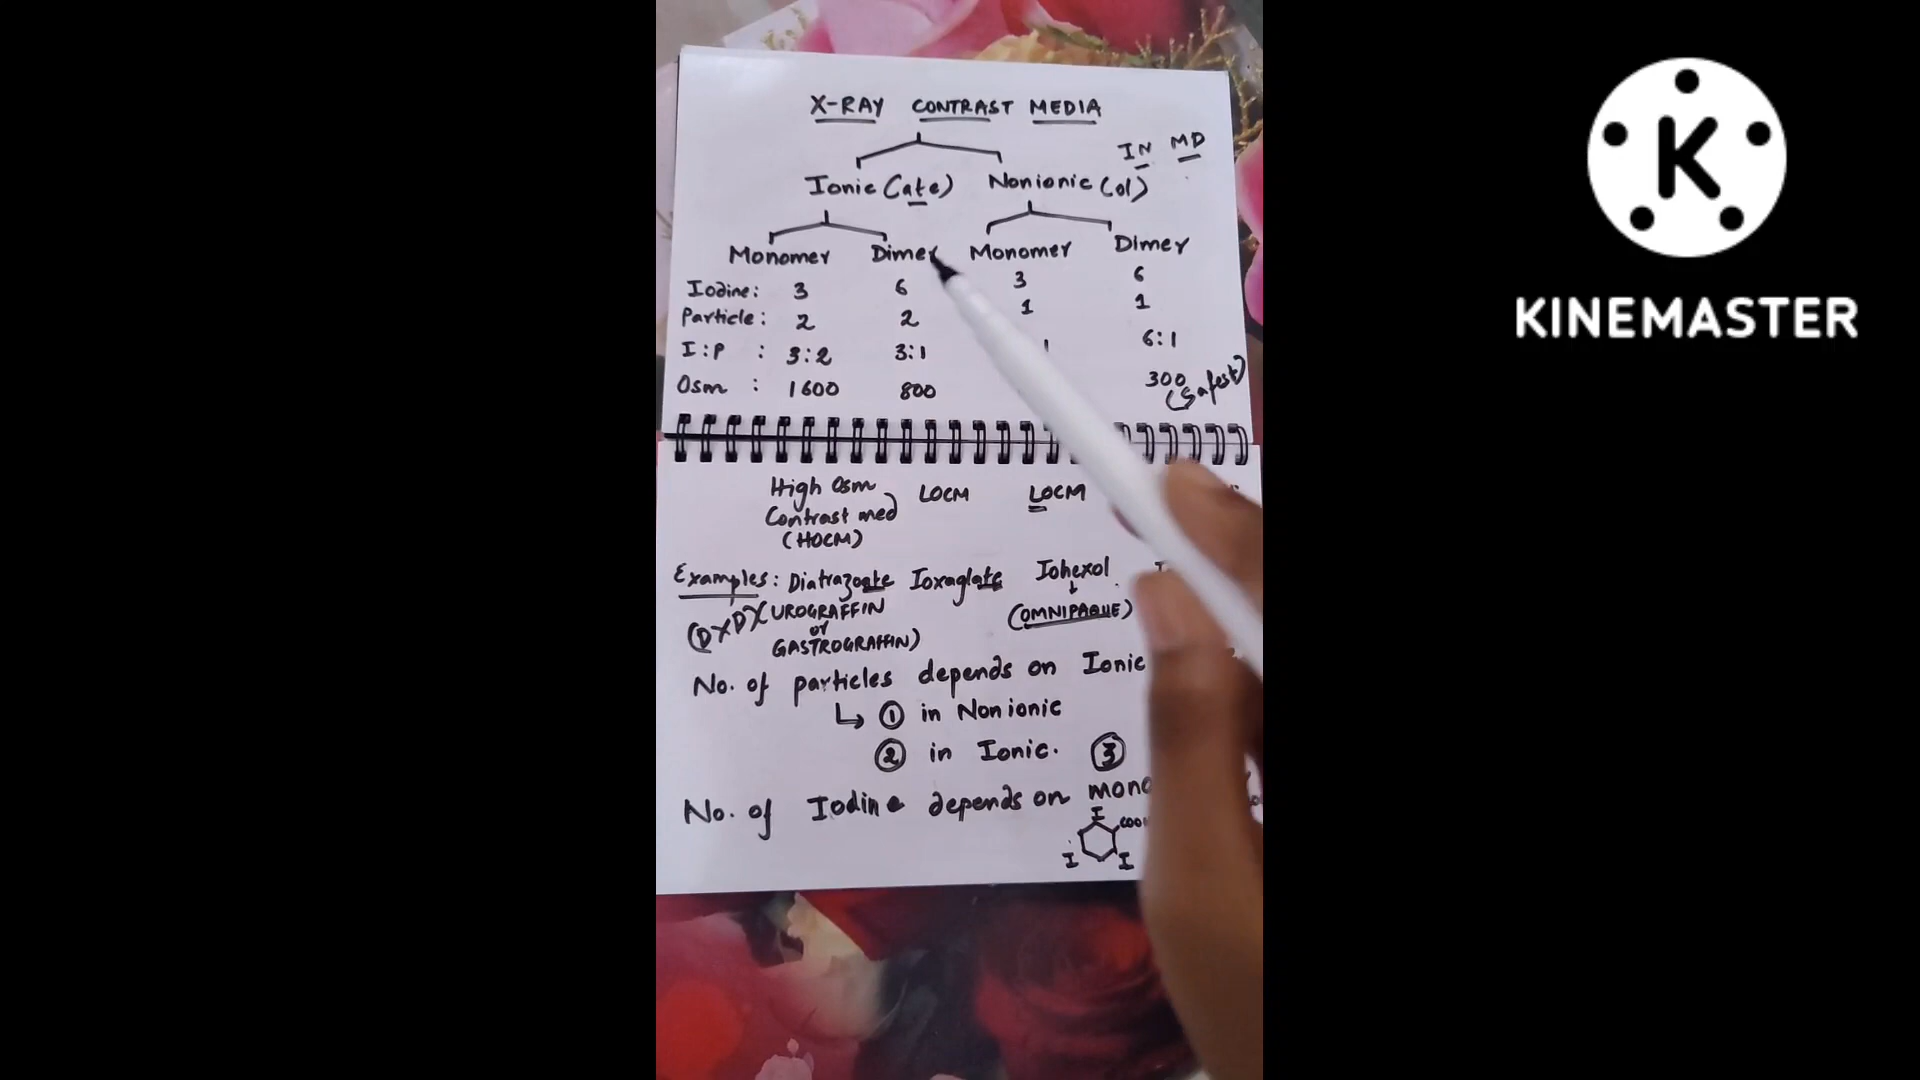 X-RAY CONTRAST MEDIA
IN MD
Ionic (ate) Nonionic (ol)
Monomer Dimer Monomer Dimer
Iodine: 3 6 3 6
Particle: 2 2 1 1
I:P : 3:2 3:1 6:1
Osm : 1600 800 300 (Safest)
High Osm LOCM LOCM
Contrast med
(HOCM)
Examples: Diatrazoate Ioxaglate Iohexol
UROGRAFFIN (OMNIPAQUE)
or
GASTROGRAFFIN)
No. of particles depends on Ionic
↳ ① in Nonionic
② in Ionic. ③
No. of Iodine depends on mono
I
COO
I I
K
KINEMASTER